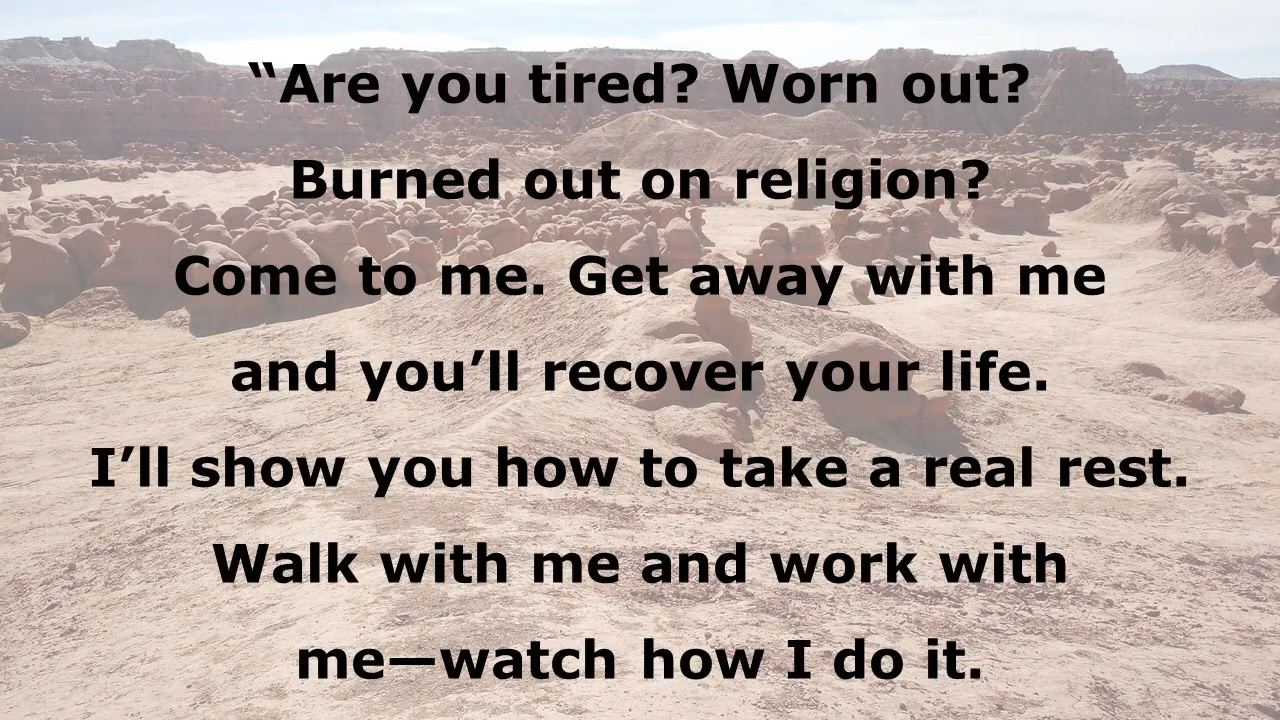 “Are you tired? Worn out?
Burned out on religion?
Come to me. Get away with me
and you’ll recover your life.
I’ll show you how to take a real rest.
Walk with me and work with
me—watch how I do it.